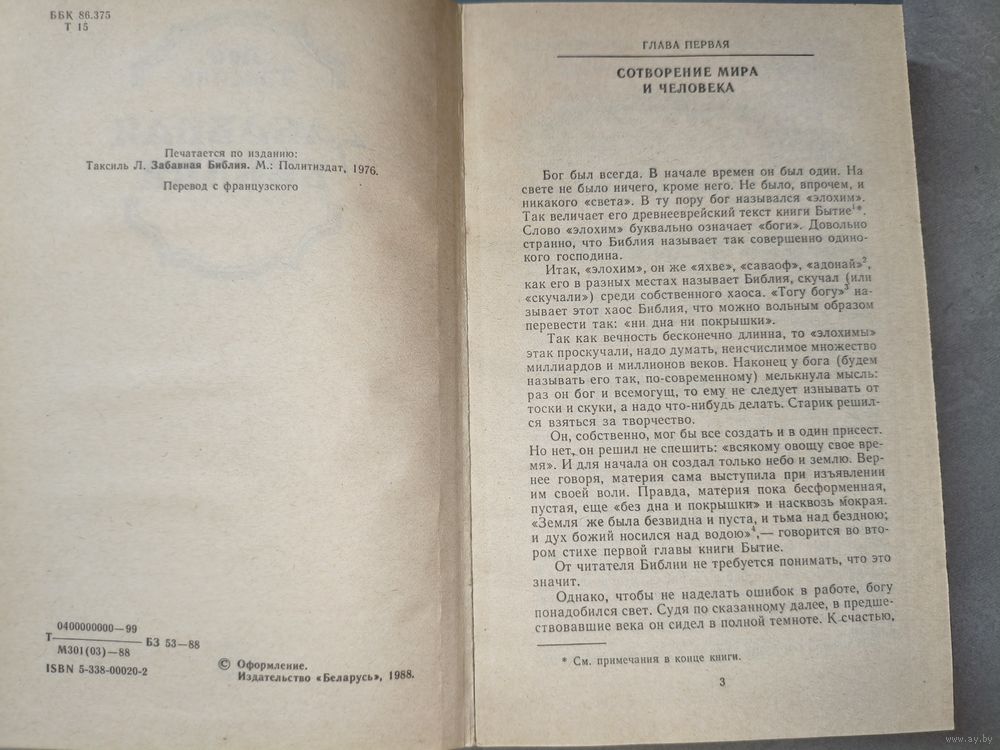 ББК 86.375
Т 15
Печатается по изданию:
Таксиль Л. Забавная Библия. М.: Политиздат, 1976.
Перевод с французского
0400000000—99
Т
БЗ 53—88
М301(03)—88
ISBN 5-338-00020-2
© Оформление.
Издательство «Беларусь», 1988.
ГЛАВА ПЕРВАЯ
СОТВОРЕНИЕ МИРА
И ЧЕЛОВЕКА
Бог был всегда. В начале времен он был один. На
свете не было ничего, кроме него. Не было, впрочем, и
никакого «света». В ту пору бог назывался «элохим».
Так величает его древнееврейский текст книги Бытие¹*.
Слово «элохим» буквально означает «боги». Довольно
странно, что Библия называет так совершенно одино-
кого господина.
Итак, «элохим», он же «яхве», «саваоф», «адонай»²,
как его в разных местах называет Библия, скучал (или
«скучали») среди собственного хаоса. «Тогу богу»³ на-
зывает этот хаос Библия, что можно вольным образом
перевести так: «ни дна ни покрышки».
Так как вечность бесконечно длинна, то «элохимы»
этак проскучали, надо думать, неисчислимое множество
миллиардов и миллионов веков. Наконец у бога (будем
называть его так, по-современному) мелькнула мысль:
раз он бог и всемогущ, то ему не следует изнывать от
тоски и скуки, а надо что-нибудь делать. Старик решил-
ся взяться за творчество.
Он, собственно, мог бы все создать и в один присест.
Но нет, он решил не спешить: «всякому овощу свое вре-
мя». И для начала он создал только небо и землю. Вер-
нее говоря, материя сама выступила при изъявлении
им своей воли. Правда, материя пока бесформенная,
пустая, еще «без дна и покрышки» и насквозь мокрая.
«Земля же была безвидна и пуста, и тьма над бездною;
и дух божий носился над водою»⁴,— говорится во вто-
ром стихе первой главы книги Бытие.
От читателя Библии не требуется понимать, что это
значит.
Однако, чтобы не наделать ошибок в работе, богу
понадобился свет. Судя по сказанному далее, в предше-
ствовавшие века он сидел в полной темноте. К счастью,
* См. примечания в конце книги.
3
www.ay.by